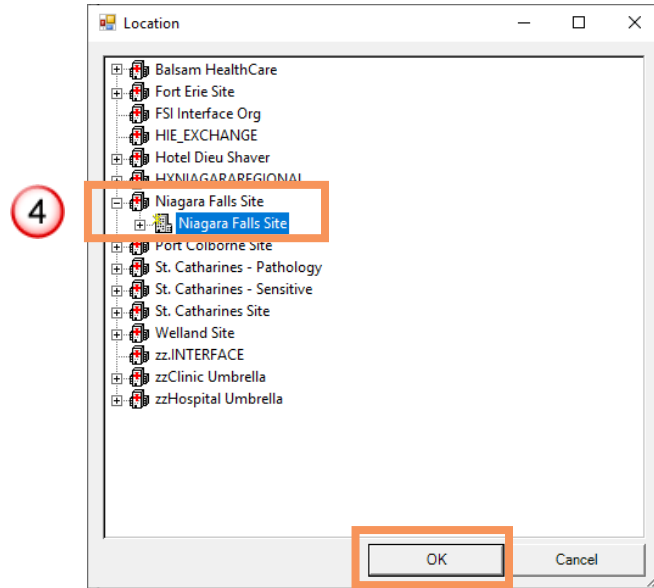 Location
Balsam HealthCare
Fort Erie Site
FSI Interface Org
HIE_EXCHANGE
Hotel Dieu Shaver
HXNIAGARAREGIONAL
Niagara Falls Site
4
Niagara Falls Site
Port Colborne Site
St. Catharines - Pathology
St. Catharines - Sensitive
St. Catharines Site
Welland Site
zz.INTERFACE
zzClinic Umbrella
zzHospital Umbrella
OK Cancel